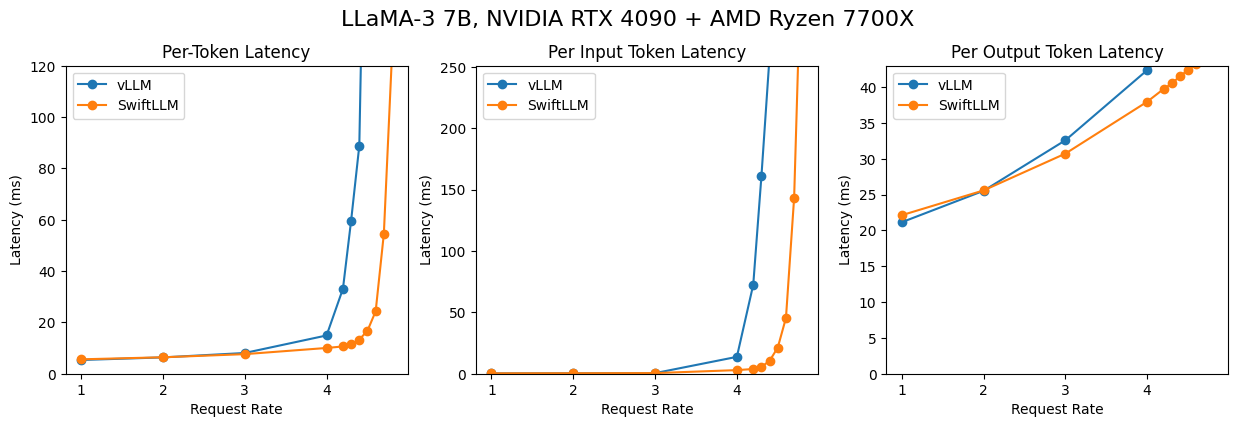 LLaMA-3 7B, NVIDIA RTX 4090 + AMD Ryzen 7700X
Per-Token Latency
120
100
80
60
40
20
0
Latency (ms)
vLLM
SwiftLLM
1 2 3 4
Request Rate
Per Input Token Latency
250
200
150
100
50
0
Latency (ms)
vLLM
SwiftLLM
1 2 3 4
Request Rate
Per Output Token Latency
40
35
30
25
20
15
10
5
0
Latency (ms)
vLLM
SwiftLLM
1 2 3 4
Request Rate